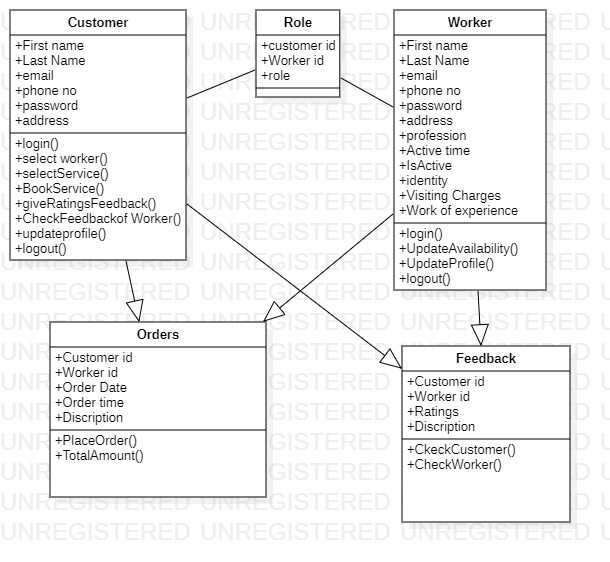 Customer
+First name
+Last Name
+email
+phone no
+password
+address
+login()
+select worker()
+selectService()
+BookService()
+giveRatingsFeedback()
+CheckFeedbackof Worker()
+updateprofile()
+logout()
Role
+customer id
+Worker id
+role
Worker
+First name
+Last Name
+email
+phone no
+password
+address
+profession
+Active time
+IsActive
+identity
+Visiting Charges
+Work of experience
+login()
+UpdateAvailability()
+UpdateProfile()
+logout()
Orders
+Customer id
+Worker id
+Order Date
+Order time
+Discription
+PlaceOrder()
+TotalAmount()
Feedback
+Customer id
+Worker id
+Ratings
+Discription
+CkeckCustomer()
+CheckWorker()
UNREGISTERED UNREGISTERED UNREGISTERED